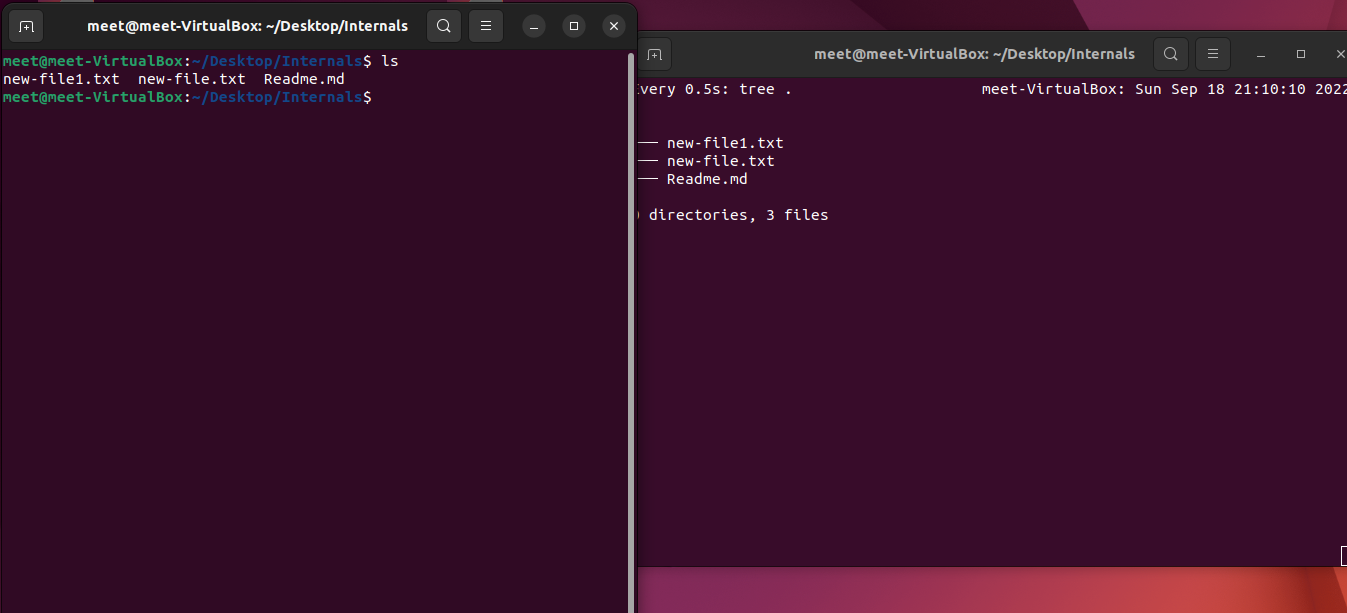 meet@meet-VirtualBox: ~/Desktop/Internals
meet@meet-VirtualBox:~/Desktop/Internals$ ls
new-file1.txt  new-file.txt  Readme.md
meet@meet-VirtualBox:~/Desktop/Internals$
meet@meet-VirtualBox: ~/Desktop/Internals
very 0.5s: tree .    meet-VirtualBox: Sun Sep 18 21:10:10 2022
── new-file1.txt
── new-file.txt
── Readme.md
directories, 3 files